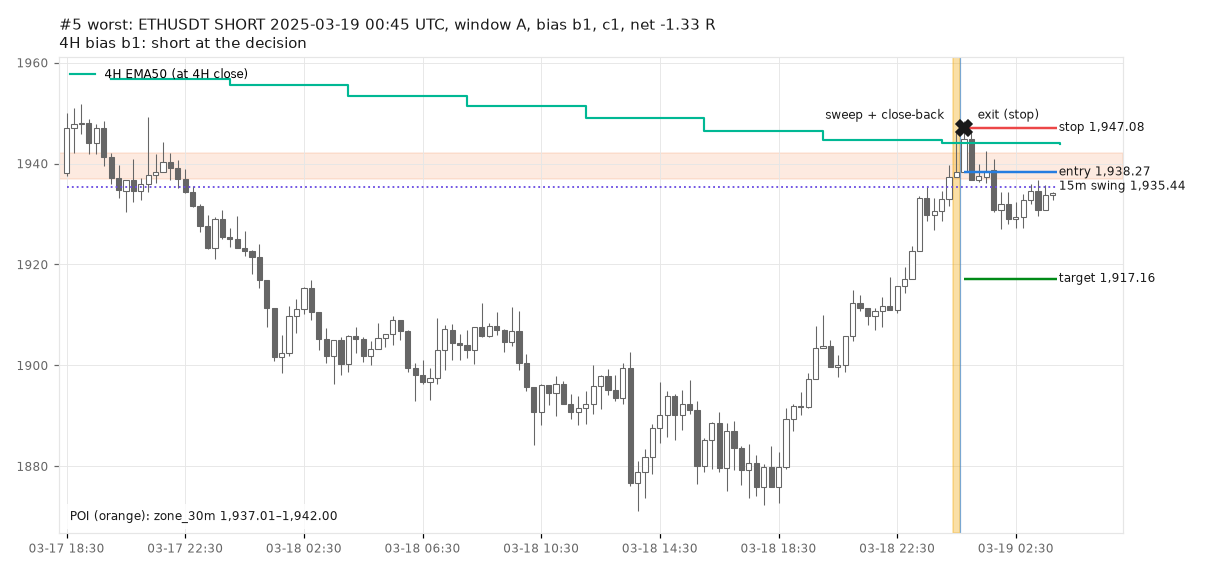 #5 worst: ETHUSDT SHORT 2025-03-19 00:45 UTC, window A, bias b1, c1, net -1.33 R
4H bias b1: short at the decision
1960
4H EMA50 (at 4H close)
sweep + close-back
exit (stop)
stop 1,947.08
1940
entry 1,938.27
15m swing 1,935.44
1920
target 1,917.16
1900
1880
POI (orange): zone_30m 1,937.01–1,942.00
03-17 18:30
03-17 22:30
03-18 02:30
03-18 06:30
03-18 10:30
03-18 14:30
03-18 18:30
03-18 22:30
03-19 02:30